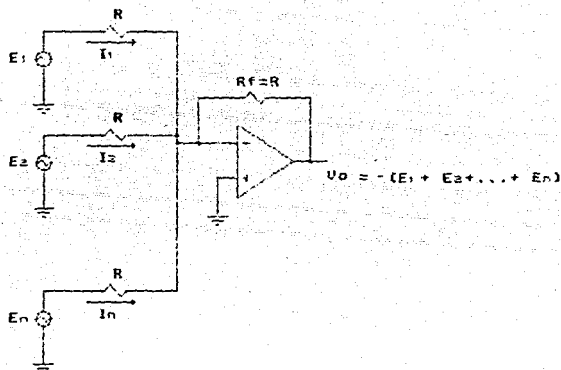 R
I1
E1
Rf=R
R
I2
E2
-
+
Vo = -(E1 + E2+...+ En)
R
In
En